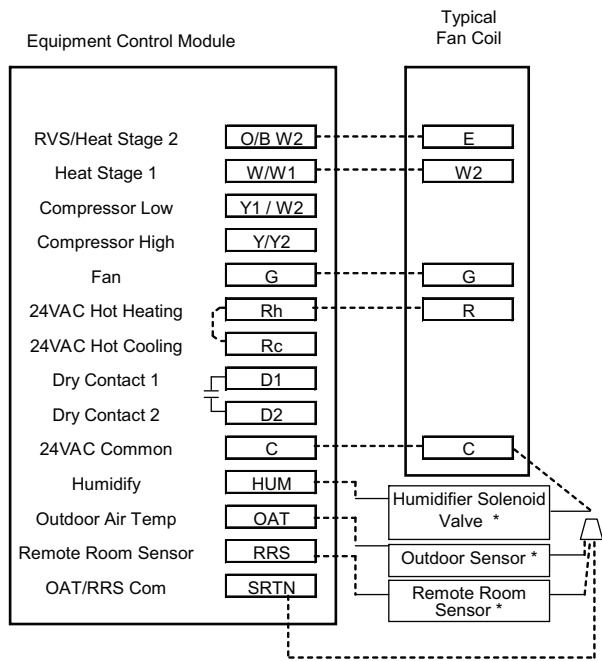 Typical
Fan Coil
Equipment Control Module
RVS/Heat Stage 2 O/B W2 E
Heat Stage 1 W/W1 W2
Compressor Low Y1 / W2
Compressor High Y/Y2
Fan G G
24VAC Hot Heating Rh R
24VAC Hot Cooling Rc
Dry Contact 1 D1
Dry Contact 2 D2
24VAC Common C C
Humidify HUM
Humidifier Solenoid
Valve *
Outdoor Air Temp OAT
Outdoor Sensor *
Remote Room Sensor RRS
Remote Room
Sensor *
OAT/RRS Com SRTN